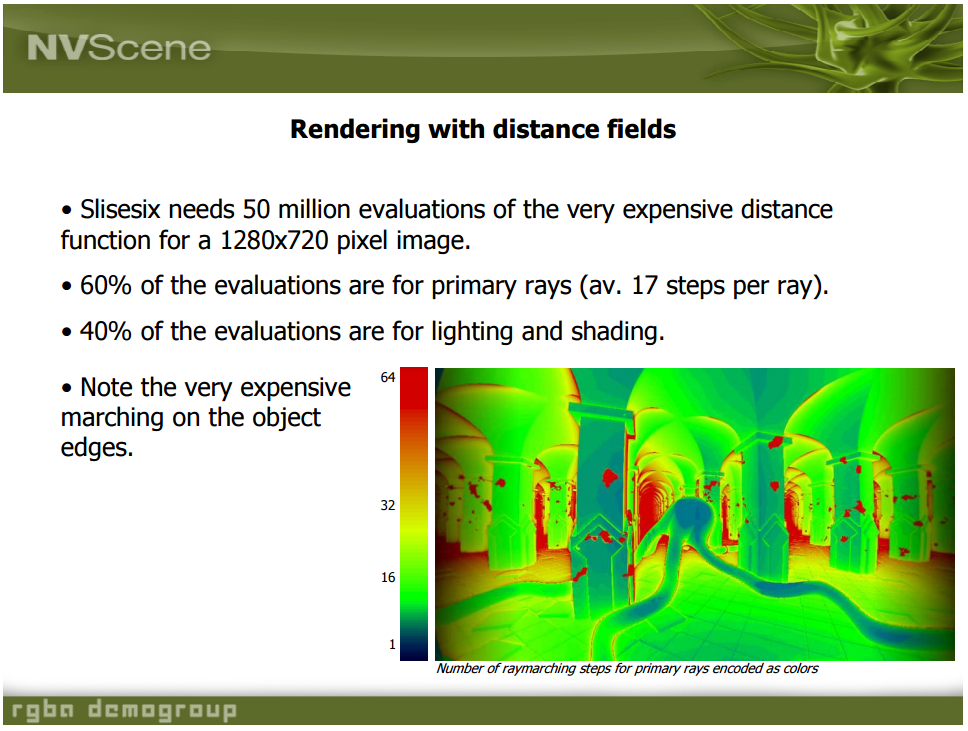 NVScene
Rendering with distance fields
• Slisesix needs 50 million evaluations of the very expensive distance
function for a 1280x720 pixel image.
• 60% of the evaluations are for primary rays (av. 17 steps per ray).
• 40% of the evaluations are for lighting and shading.
• Note the very expensive
marching on the object
edges.
64
32
16
1
Number of raymarching steps for primary rays encoded as colors
rgba demogroup